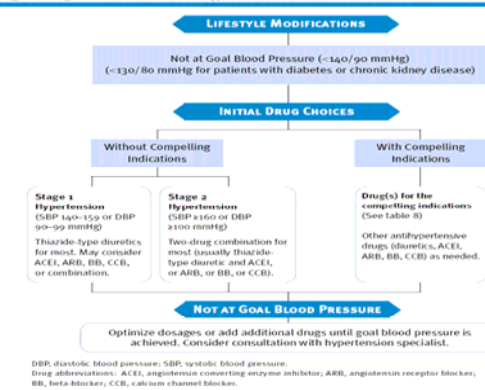 LIFESTYLE MODIFICATIONS
Not at Goal Blood Pressure (<140/90 mmHg)
(<130/80 mmHg for patients with diabetes or chronic kidney disease)
INITIAL DRUG CHOICES
Without Compelling
Indications
With Compelling
Indications
Stage 1
Hypertension
(SBP 140–159 or DBP
90–99 mmHg)
Thiazide-type diuretics
for most. May consider
ACEI, ARB, BB, CCB,
or combination.
Stage 2
Hypertension
(SBP ≥160 or DBP
≥100 mmHg)
Two-drug combination for
most (usually thiazide-
type diuretic and ACEI,
or ARB, or BB, or CCB).
Drug(s) for the
compelling indications
(See table 8)
Other antihypertensive
drugs (diuretics, ACEI,
ARB, BB, CCB) as needed.
NOT AT GOAL BLOOD PRESSURE
Optimize dosages or add additional drugs until goal blood pressure is
achieved. Consider consultation with hypertension specialist.
DBP, diastolic blood pressure; SBP, systolic blood pressure.
Drug abbreviations: ACEI, angiotensin converting enzyme inhibitor; ARB, angiotensin receptor blocker;
BB, beta-blocker; CCB, calcium channel blocker.